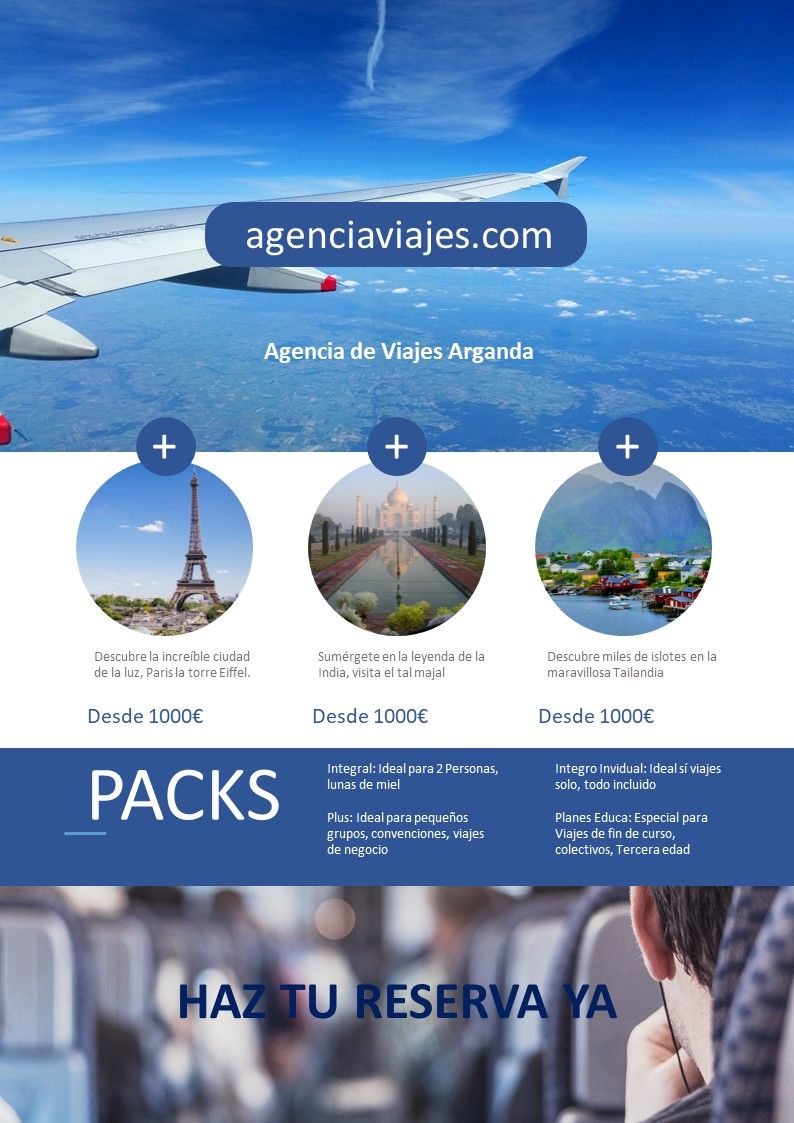 agenciaviajes.com
Agencia de Viajes Arganda
Descubre la increíble ciudad
de la luz, Paris la torre Eiffel.
Desde 1000€
Sumérgete en la leyenda de la
India, visita el tal majal
Desde 1000€
Descubre miles de islotes en la
maravillosa Tailandia
Desde 1000€
PACKS
Integral: Ideal para 2 Personas,
lunas de miel
Plus: Ideal para pequeños
grupos, convenciones, viajes
de negocio
Integro Invidual: Ideal sí viajes
solo, todo incluido
Planes Educa: Especial para
Viajes de fin de curso,
colectivos, Tercera edad
HAZ TU RESERVA YA